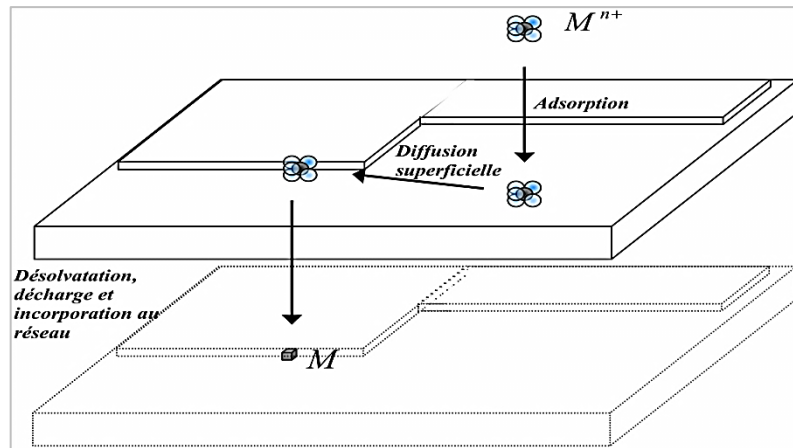 M n+
Adsorption
Diffusion
superficielle
Désolvatation,
décharge et
incorporation au
réseau
M